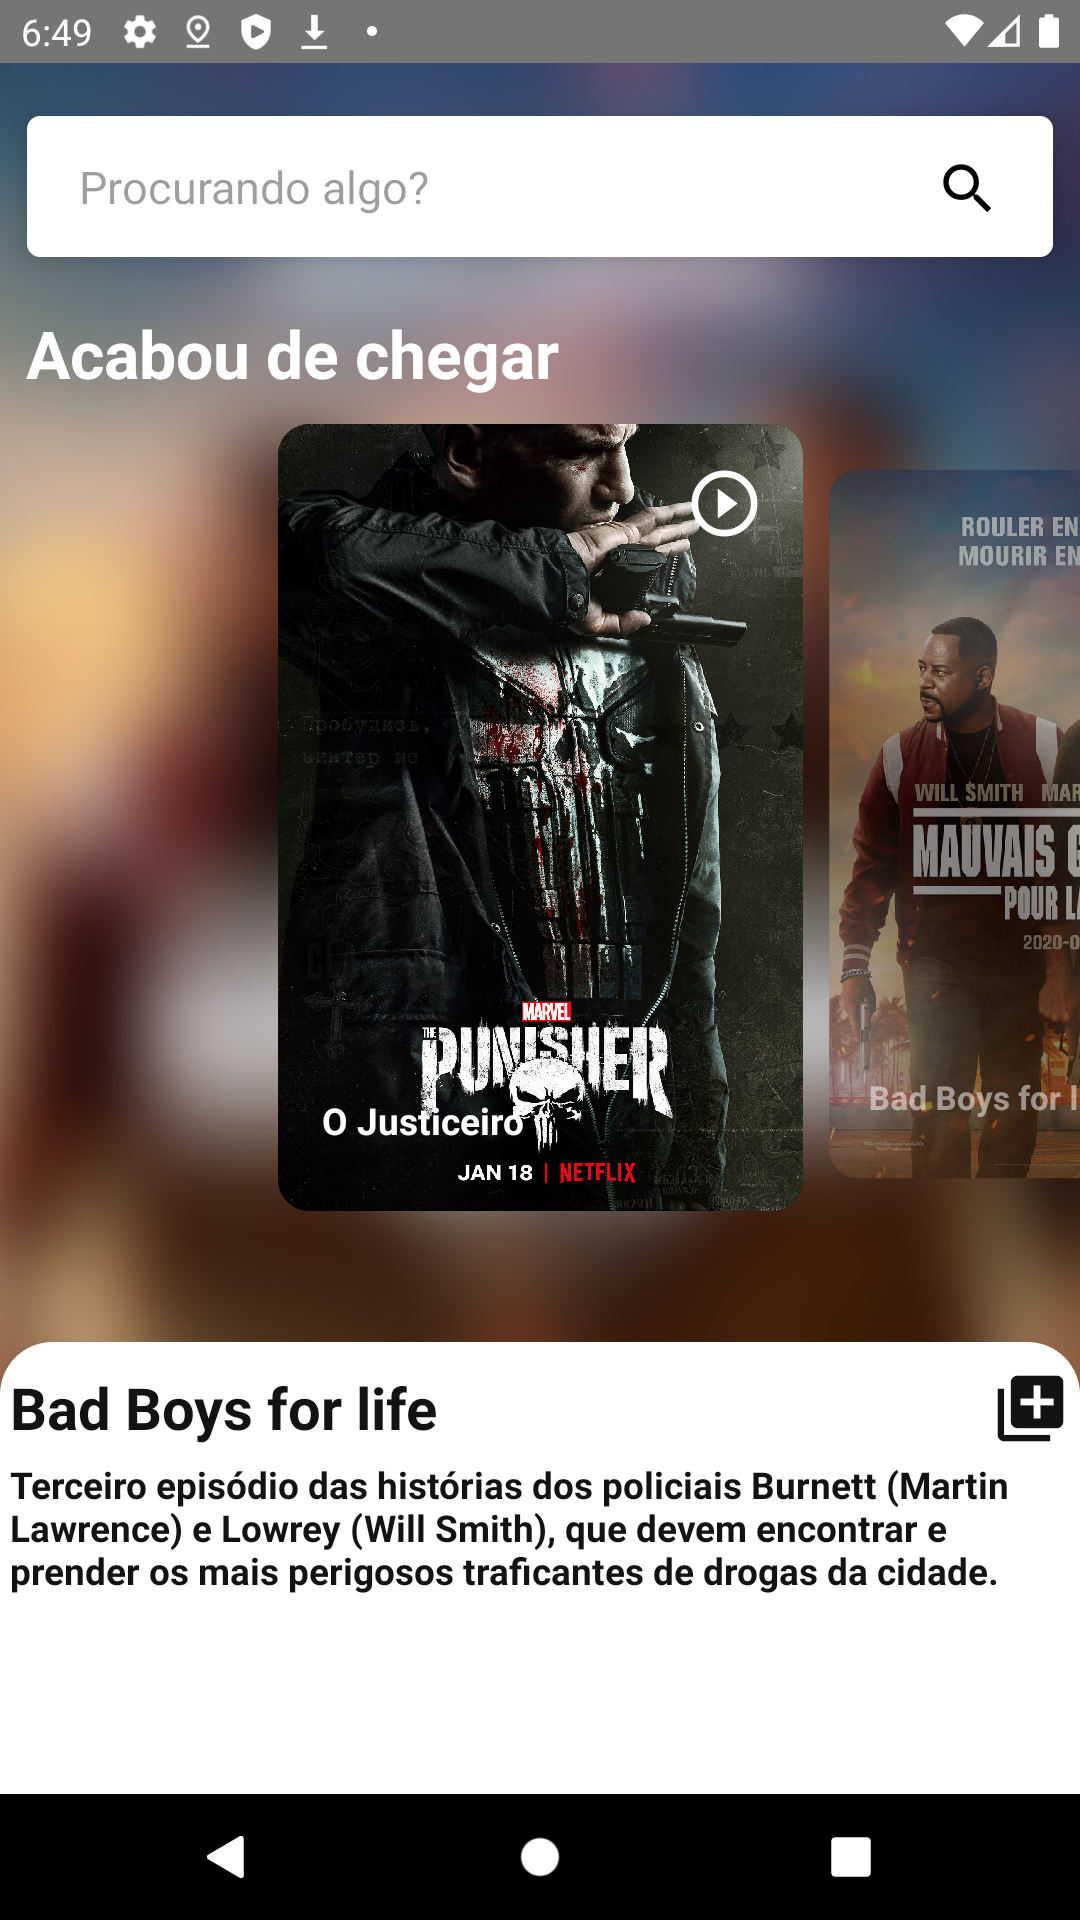 6:49
Procurando algo?
Acabou de chegar
MARVEL
THE
PUNISHER
O Justiceiro
JAN 18 | NETFLIX
ROULER EN
MOURIR EN
WILL SMITH MAR
MAUVAIS G
POUR LA
2020-0
Bad Boys for l
Bad Boys for life
Terceiro episódio das histórias dos policiais Burnett (Martin
Lawrence) e Lowrey (Will Smith), que devem encontrar e
prender os mais perigosos traficantes de drogas da cidade.